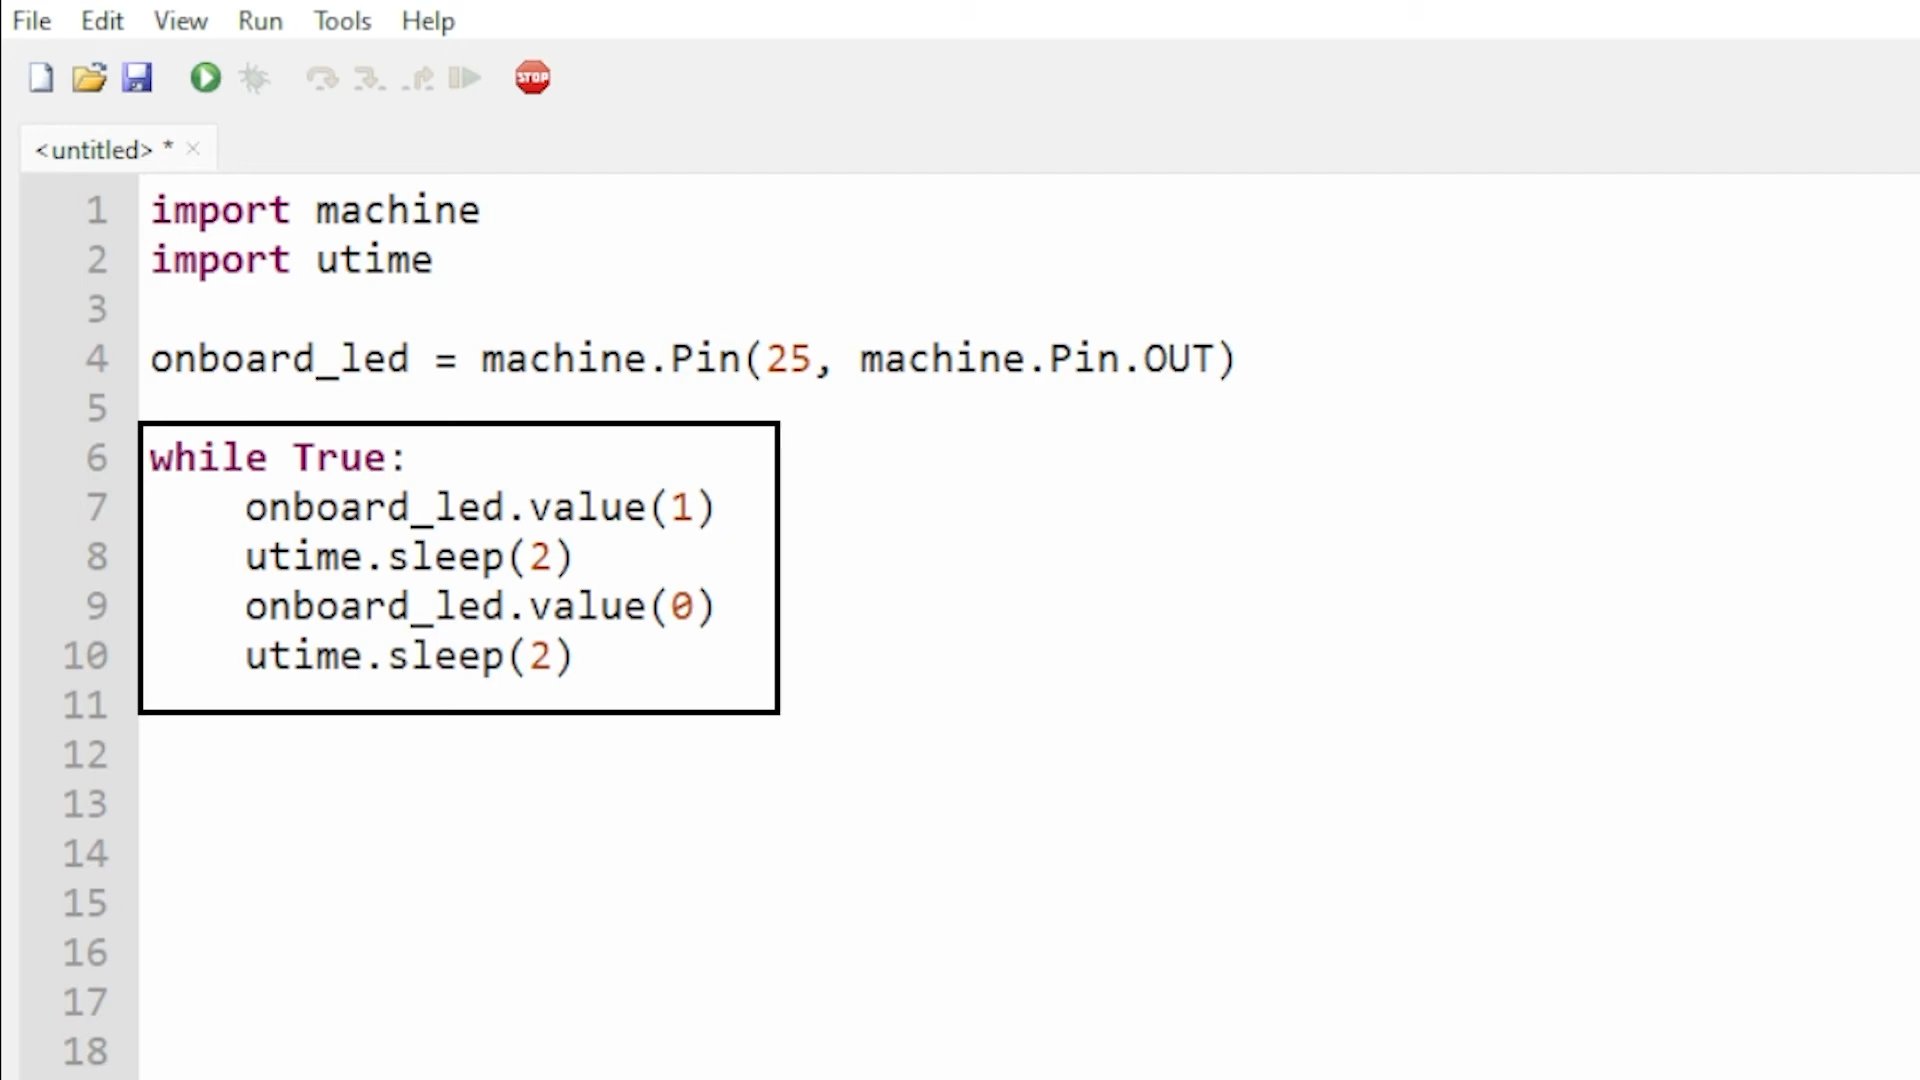 File Edit View Run Tools Help
STOP
<untitled> * ×
1 import machine
2 import utime
3
4 onboard_led = machine.Pin(25, machine.Pin.OUT)
5
6 while True:
7     onboard_led.value(1)
8     utime.sleep(2)
9     onboard_led.value(0)
10     utime.sleep(2)
11
12
13
14
15
16
17
18